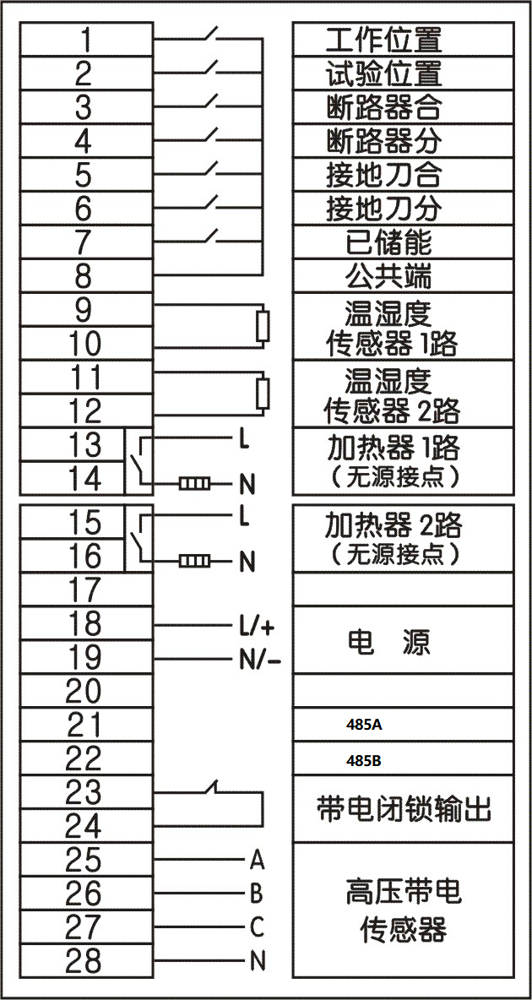 1 工作位置
2 试验位置
3 断路器合
4 断路器分
5 接地刀合
6 接地刀分
7 已储能
8 公共端
9 温湿度
10 传感器1路
11 温湿度
12 传感器2路
13 L 加热器1路
14 N (无源接点)
15 L 加热器2路
16 N (无源接点)
17
18 L/+
电 源
19 N/-
20
21 485A
22 485B
23
带电闭锁输出
24
25 A
26 B 高压带电
27 C 传感器
28 N